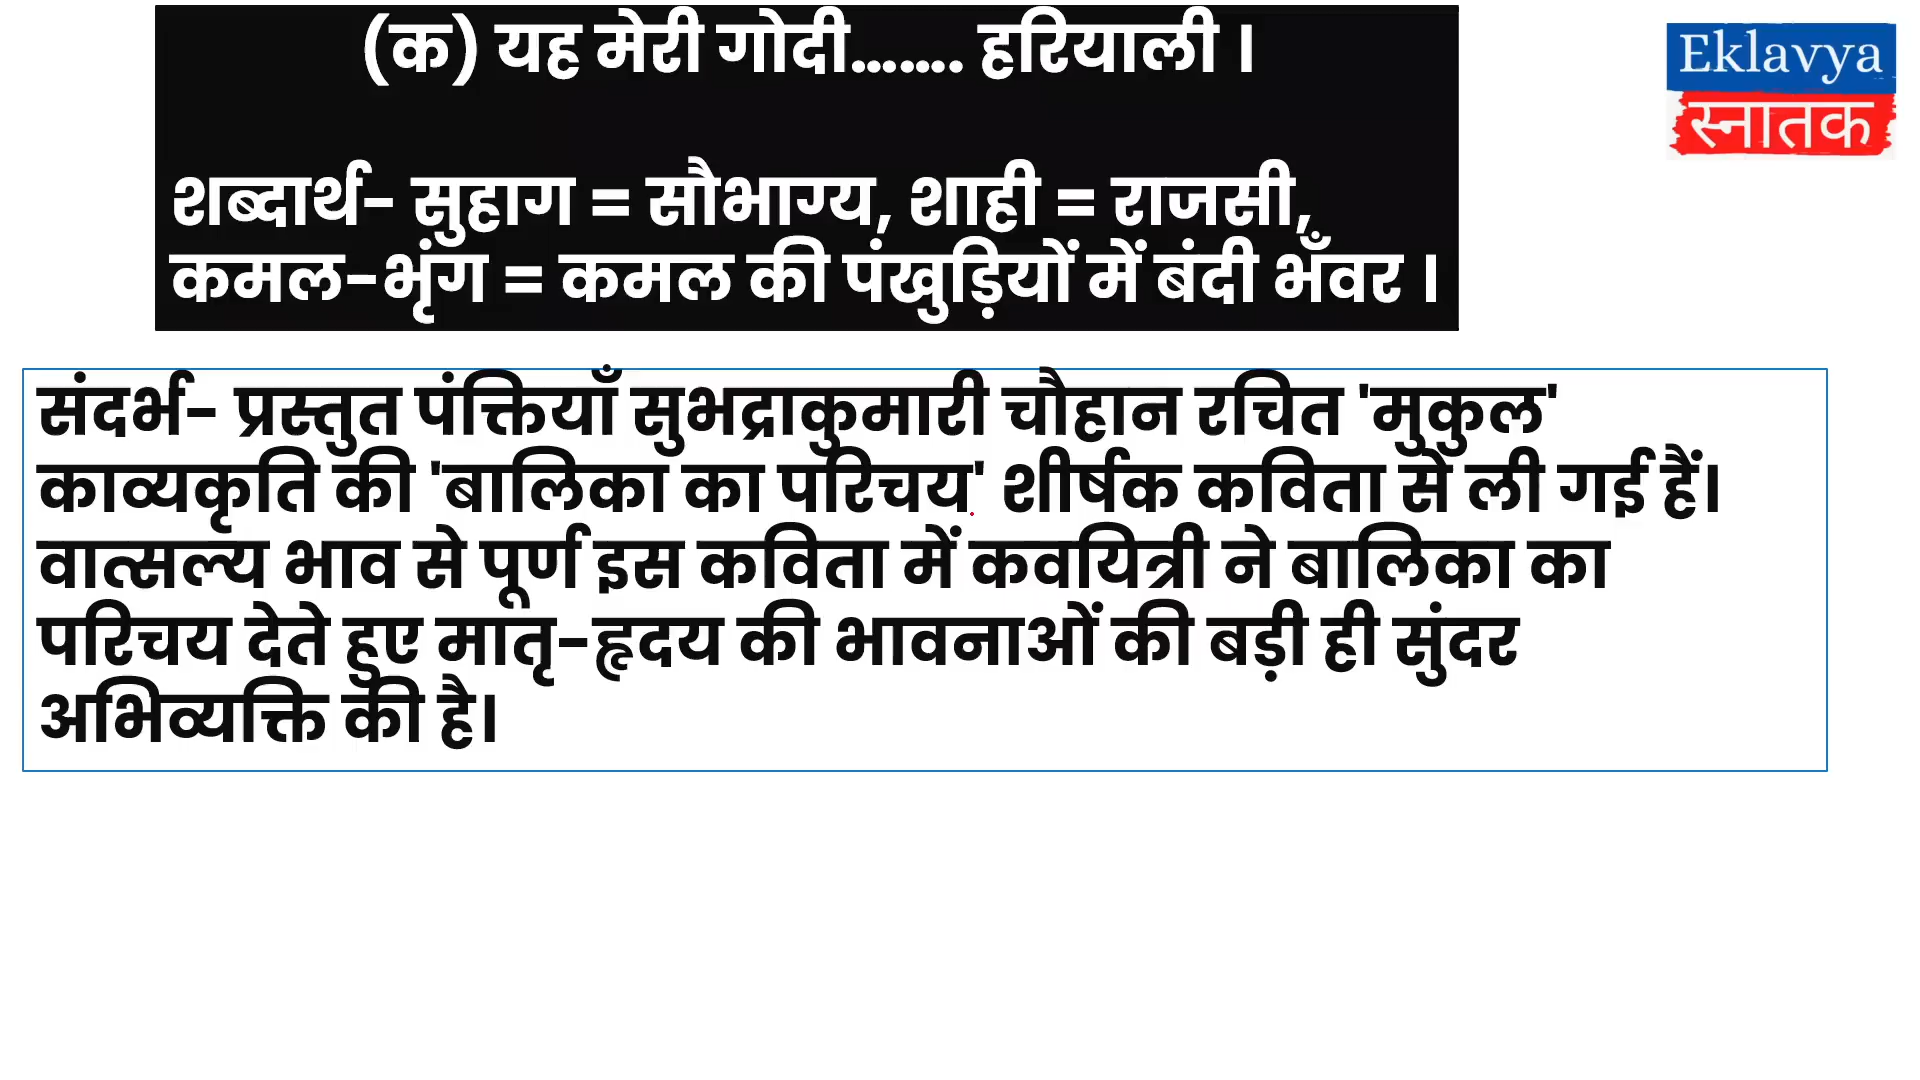 (क) यह मेरी गोदी....... हरियाली ।
Eklavya
स्नातक
शब्दार्थ- सुहाग = सौभाग्य, शाही = राजसी,
कमल-भृंग = कमल की पंखुड़ियों में बंदी भँवर ।
संदर्भ- प्रस्तुत पंक्तियाँ सुभद्राकुमारी चौहान रचित 'मुकुल'
काव्यकृति की 'बालिका का परिचय' शीर्षक कविता से ली गई हैं।
वात्सल्य भाव से पूर्ण इस कविता में कवयित्री ने बालिका का
परिचय देते हुए मातृ-हृदय की भावनाओं की बड़ी ही सुंदर
अभिव्यक्ति की है।